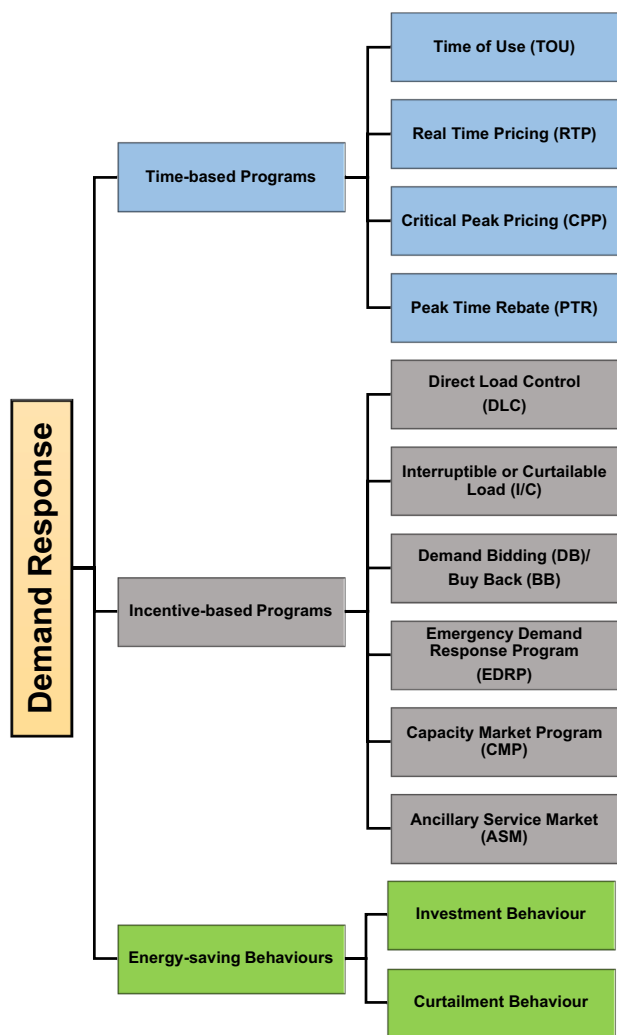 Demand Response
Time-based Programs
Time of Use (TOU)
Real Time Pricing (RTP)
Critical Peak Pricing (CPP)
Peak Time Rebate (PTR)
Incentive-based Programs
Direct Load Control
(DLC)
Interruptible or Curtailable
Load (I/C)
Demand Bidding (DB)/
Buy Back (BB)
Emergency Demand
Response Program
(EDRP)
Capacity Market Program
(CMP)
Ancillary Service Market
(ASM)
Energy-saving Behaviours
Investment Behaviour
Curtailment Behaviour